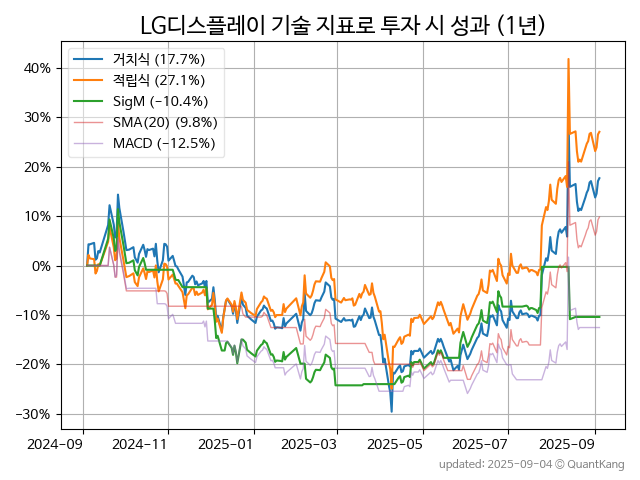 LG디스플레이 기술 지표로 투자 시 성과 (1년)
거치식 (17.7%)
적립식 (27.1%)
SigM (−10.4%)
SMA(20) (9.8%)
MACD (−12.5%)
40%
30%
20%
10%
0%
−10%
−20%
−30%
2024-09 2024-11 2025-01 2025-03 2025-05 2025-07 2025-09
updated: 2025-09-04 © QuantKang